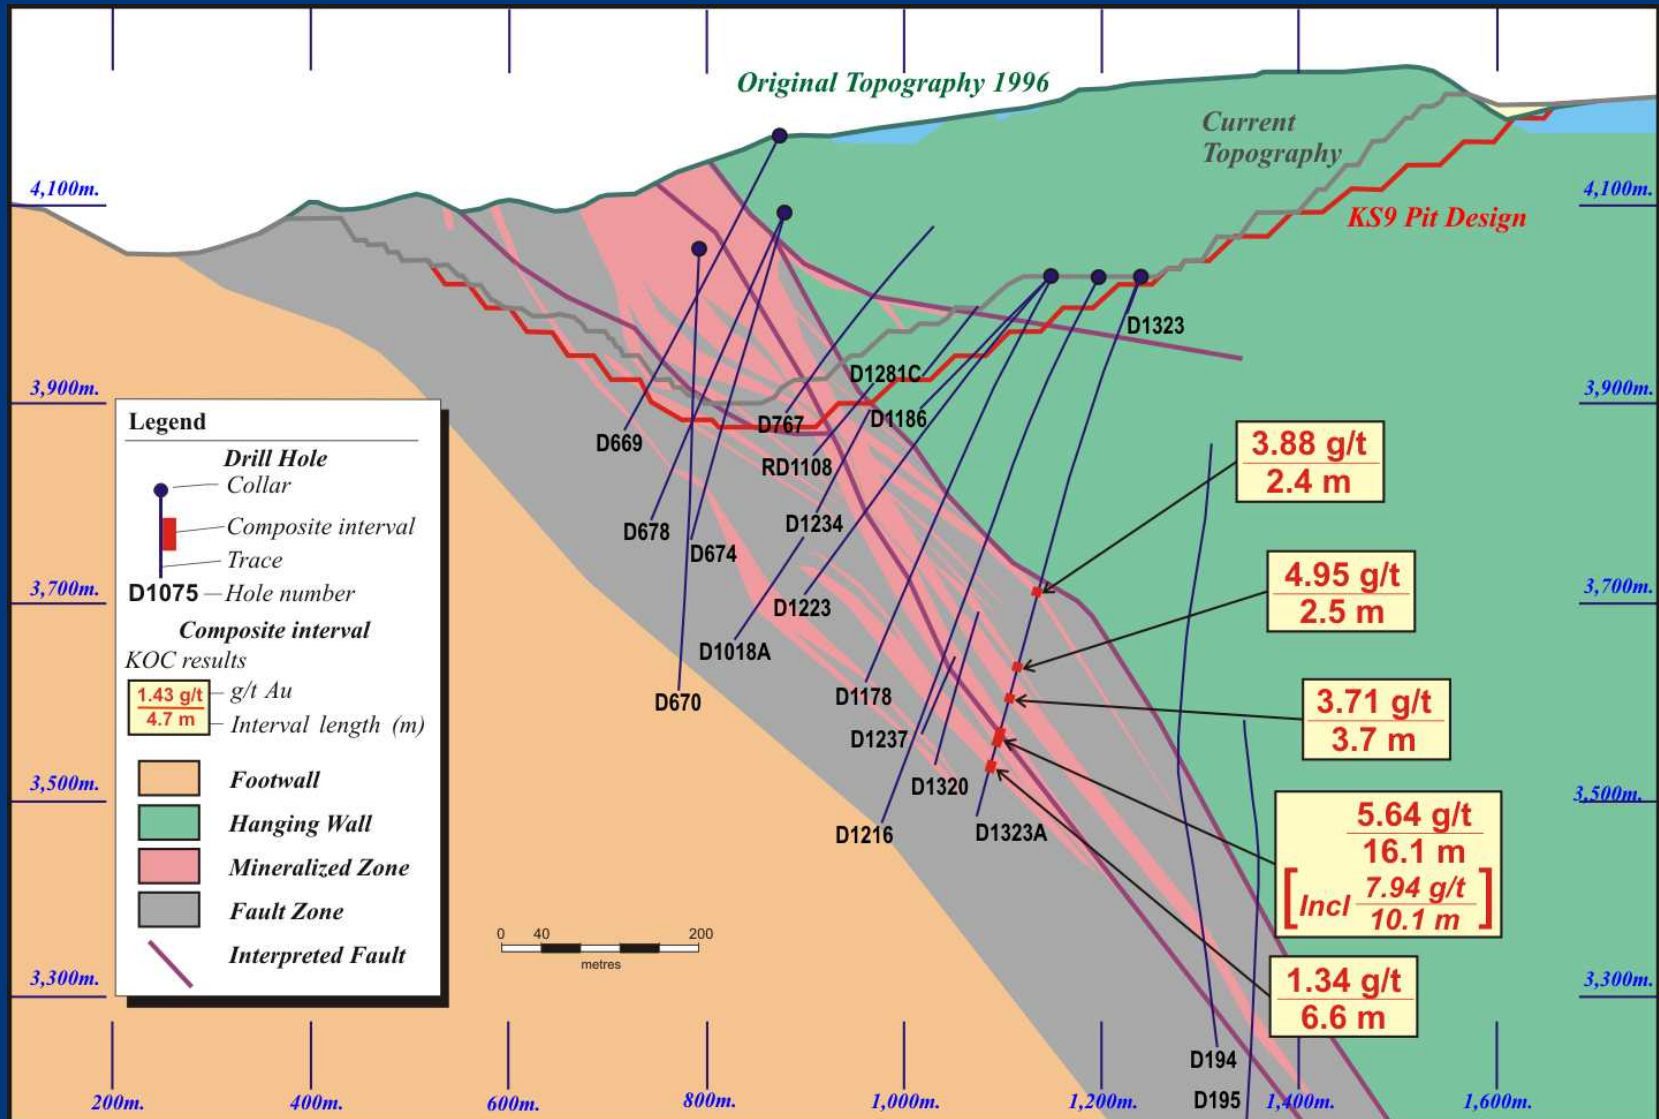 Original Topography 1996
Current
Topography
KS9 Pit Design
4,100m.
4,100m.
3,900m.
3,900m.
3,700m.
3,700m.
3,500m.
3,500m.
3,300m.
3,300m.
D1323
D1281C
D767
D1186
D669
RD1108
D678
D1234
D674
D1223
D1018A
D670
D1178
D1237
D1320
D1216
D1323A
D194
D195
3.88 g/t
2.4 m
4.95 g/t
2.5 m
3.71 g/t
3.7 m
5.64 g/t
16.1 m
[Incl 7.94 g/t
10.1 m]
1.34 g/t
6.6 m
Legend
Drill Hole
Collar
Composite interval
Trace
D1075 Hole number
Composite interval
KOC results
1.43 g/t g/t Au
4.7 m Interval length (m)
Footwall
Hanging Wall
Mineralized Zone
Fault Zone
Interpreted Fault
0 40 200
metres
200m. 400m. 600m. 800m. 1,000m. 1,200m. 1,400m. 1,600m.